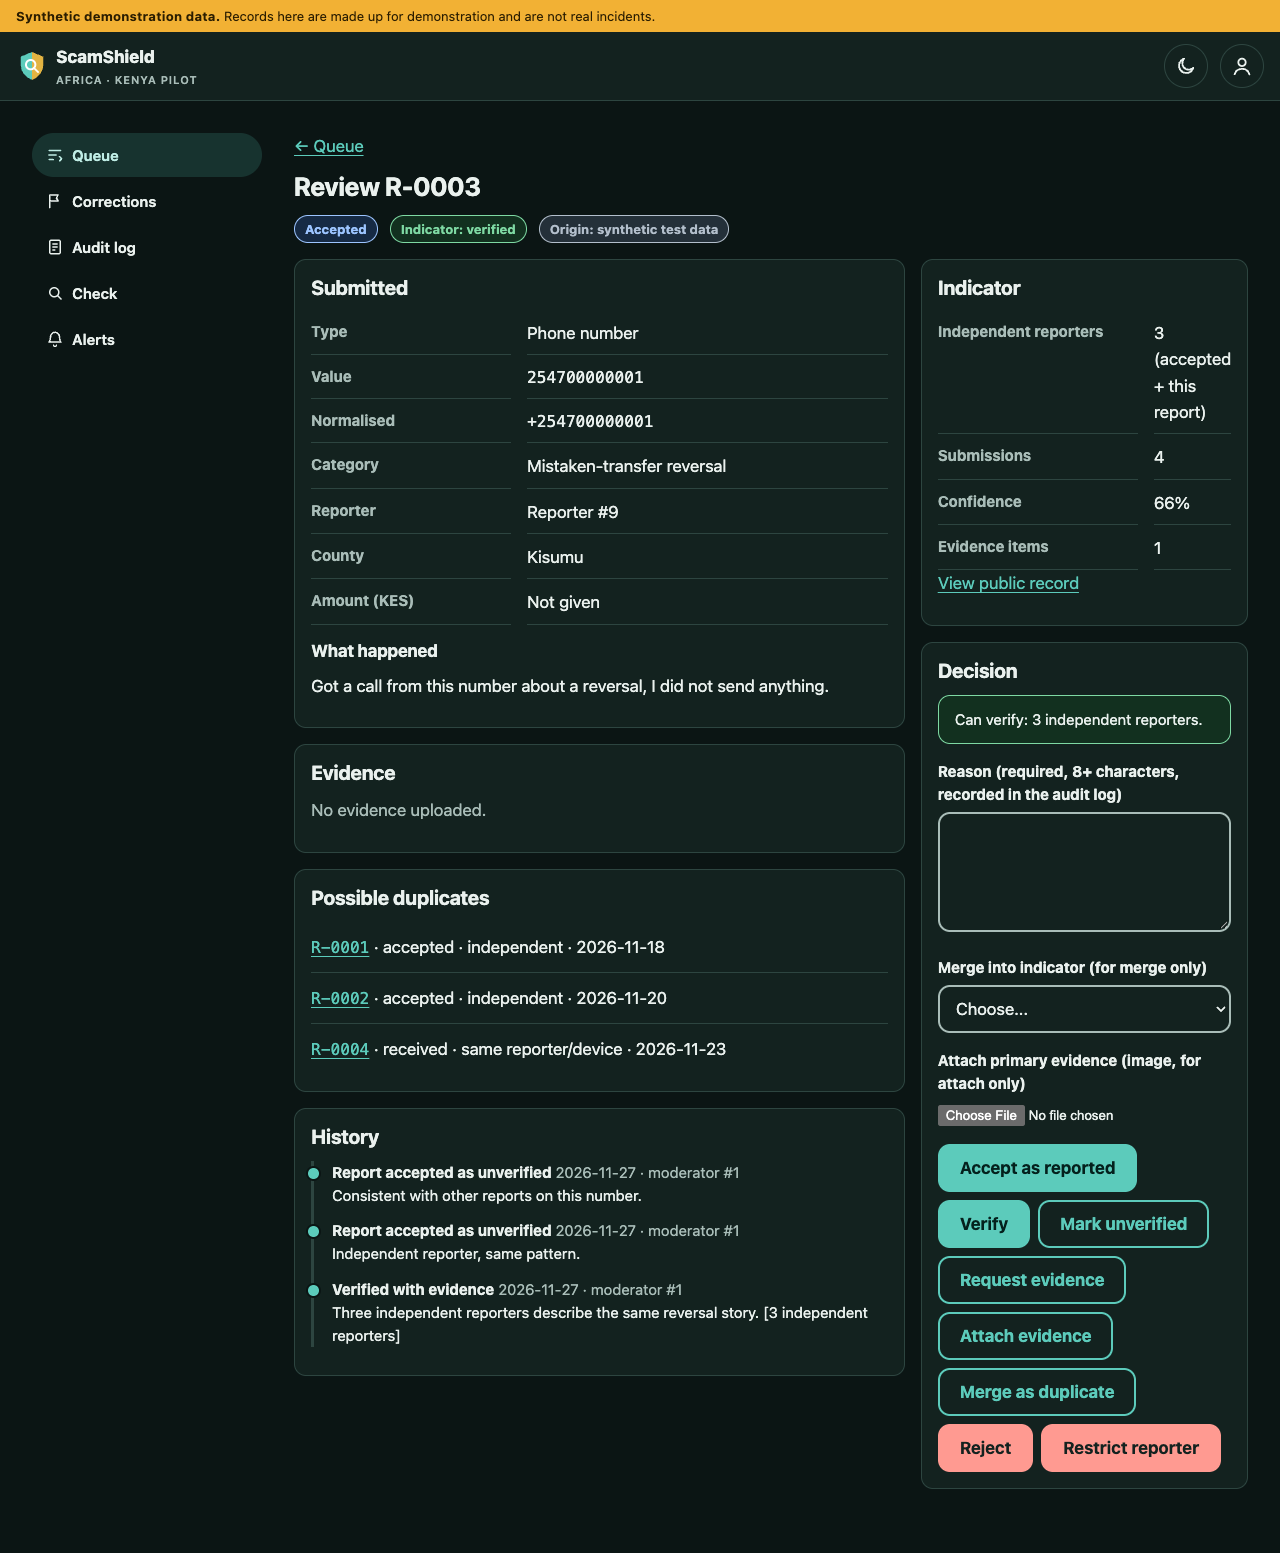 Synthetic demonstration data. Records here are made up for demonstration and are not real incidents.
ScamShield
AFRICA · KENYA PILOT
Queue
Corrections
Audit log
Check
Alerts
← Queue
Review R-0003
Accepted
Indicator: verified
Origin: synthetic test data
Submitted
Type
Phone number
Value
254700000001
Normalised
+254700000001
Category
Mistaken-transfer reversal
Reporter
Reporter #9
County
Kisumu
Amount (KES)
Not given
What happened
Got a call from this number about a reversal, I did not send anything.
Evidence
No evidence uploaded.
Possible duplicates
R-0001 · accepted · independent · 2026-11-18
R-0002 · accepted · independent · 2026-11-20
R-0004 · received · same reporter/device · 2026-11-23
History
Report accepted as unverified 2026-11-27 · moderator #1
Consistent with other reports on this number.
Report accepted as unverified 2026-11-27 · moderator #1
Independent reporter, same pattern.
Verified with evidence 2026-11-27 · moderator #1
Three independent reporters describe the same reversal story. [3 independent
reporters]
Indicator
Independent reporters
3
(accepted
+ this
report)
Submissions
4
Confidence
66%
Evidence items
1
View public record
Decision
Can verify: 3 independent reporters.
Reason (required, 8+ characters,
recorded in the audit log)
Merge into indicator (for merge only)
Choose...
Attach primary evidence (image, for
attach only)
Choose File No file chosen
Accept as reported
Verify
Mark unverified
Request evidence
Attach evidence
Merge as duplicate
Reject
Restrict reporter